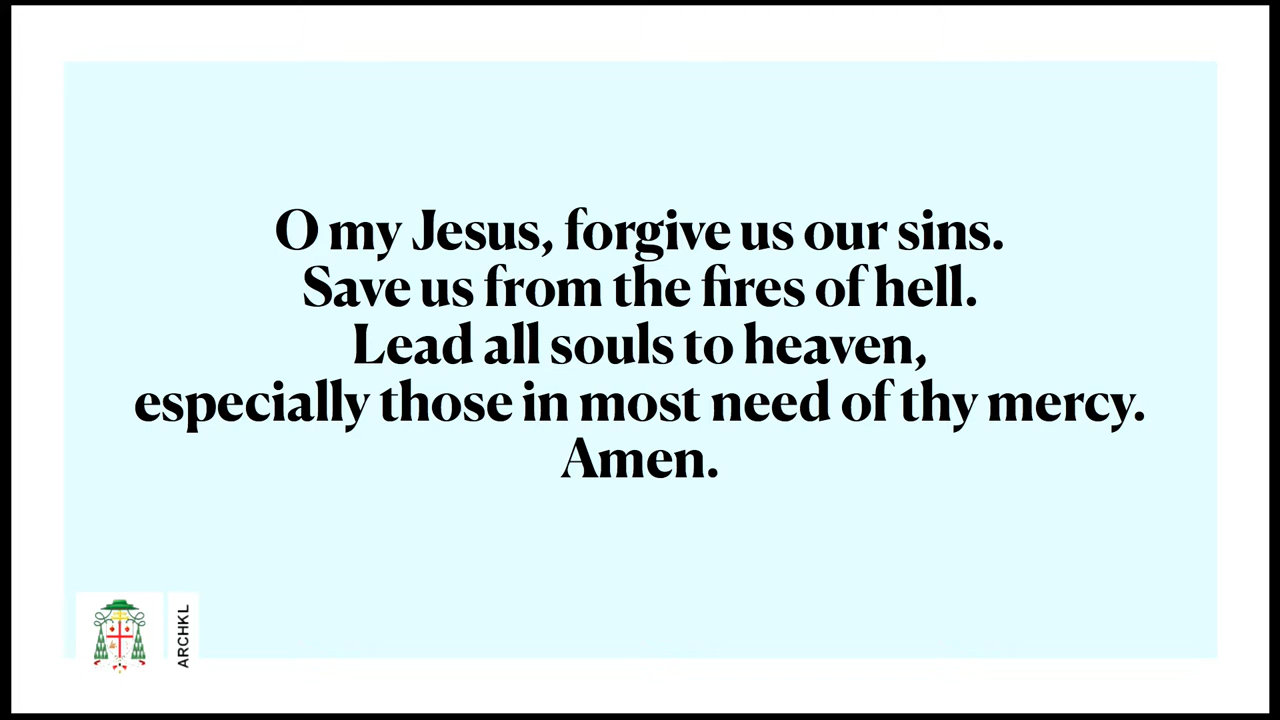 O my Jesus, forgive us our sins.
Save us from the fires of hell.
Lead all souls to heaven,
especially those in most need of thy mercy.
Amen.
ARCHKL